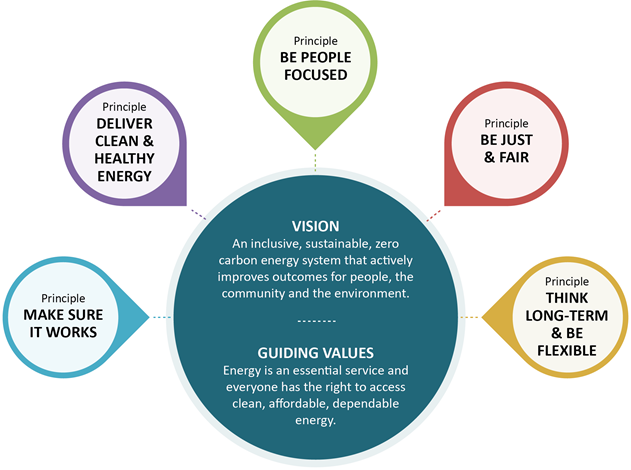 Principle
BE PEOPLE
FOCUSED
Principle
DELIVER
CLEAN &
HEALTHY
ENERGY
Principle
BE JUST
& FAIR
Principle
MAKE SURE
IT WORKS
Principle
THINK
LONG-TERM
& BE
FLEXIBLE
VISION
An inclusive, sustainable, zero
carbon energy system that actively
improves outcomes for people, the
community and the environment.
GUIDING VALUES
Energy is an essential service and
everyone has the right to access
clean, affordable, dependable
energy.